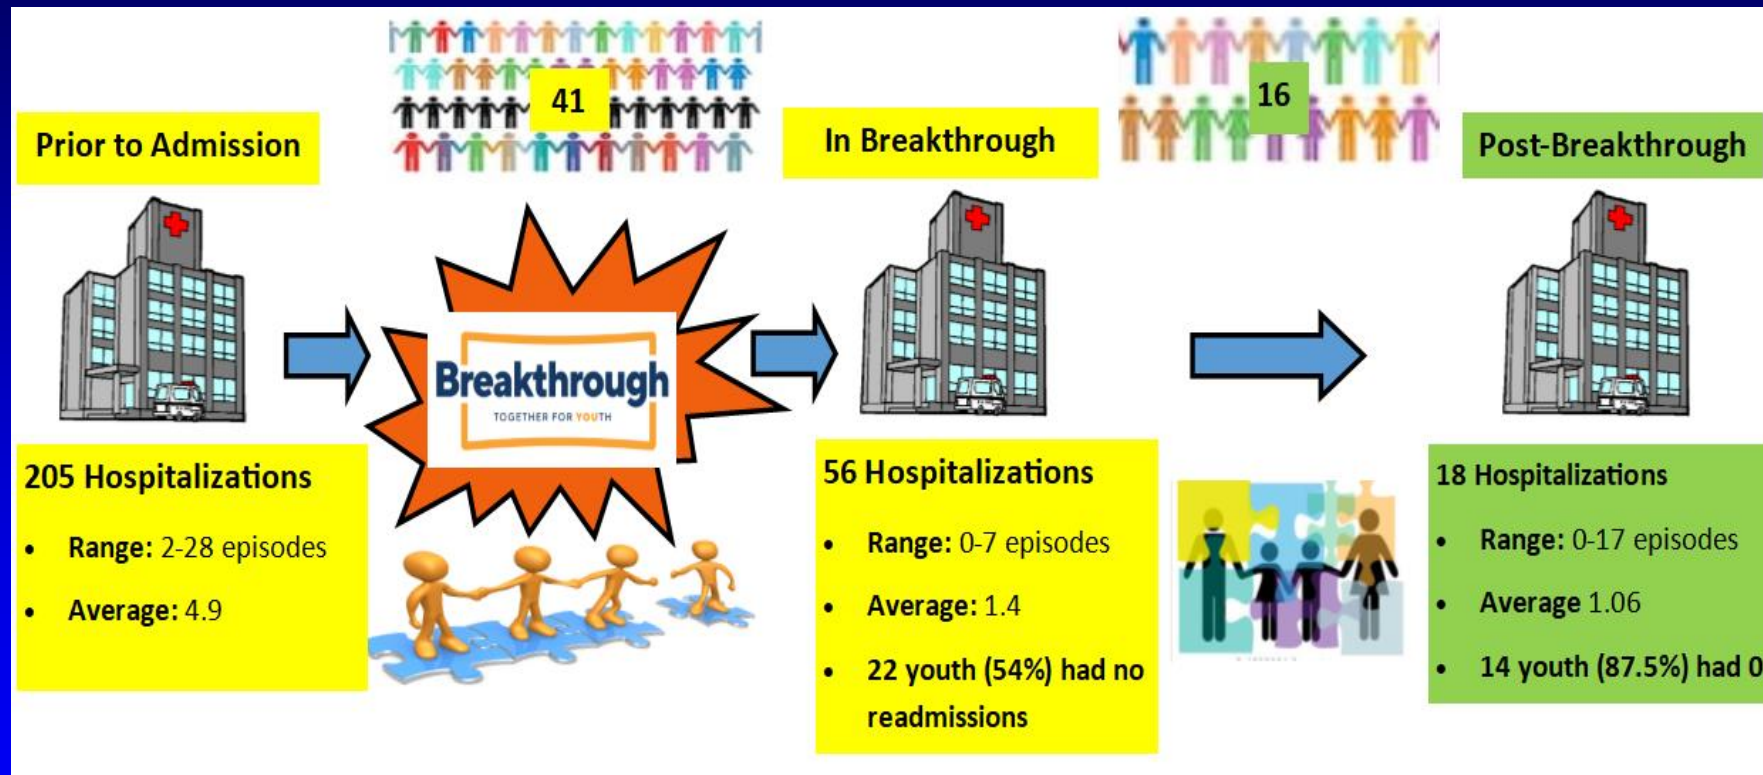 41
16
Prior to Admission
In Breakthrough
Post-Breakthrough
Breakthrough
TOGETHER FOR YOUTH
205 Hospitalizations
• Range: 2-28 episodes
• Average: 4.9
56 Hospitalizations
• Range: 0-7 episodes
• Average: 1.4
• 22 youth (54%) had no
readmissions
18 Hospitalizations
• Range: 0-17 episodes
• Average 1.06
• 14 youth (87.5%) had 0